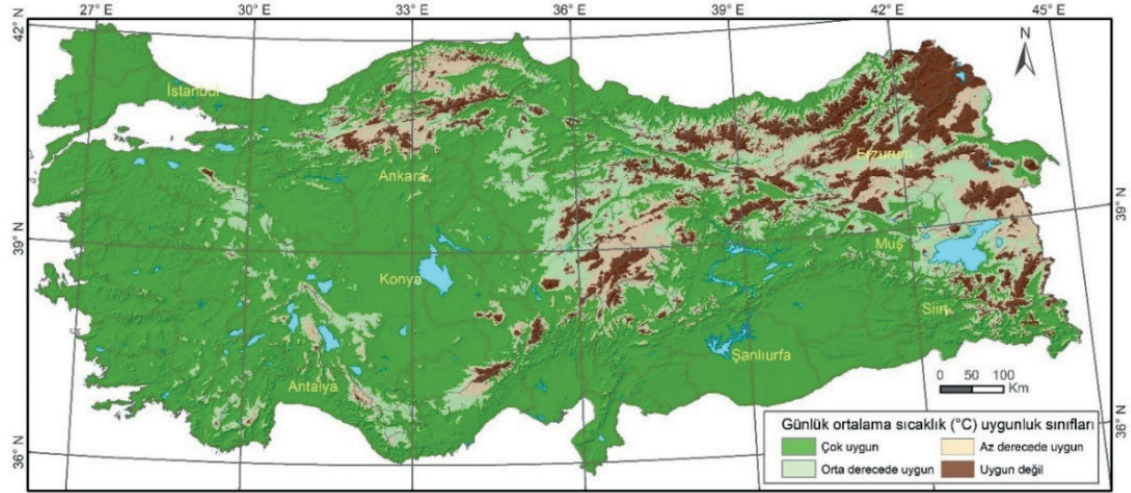 27° E 30° E 33° E 36° E 39° E 42° E 45° E
42° N
N
İstanbul
Erzurum
Ankara
39° N
39° N
Muş
Konya
Siirt
Şanlıurfa
Antalya
0 50 100
Km
36° N
36° N
Günlük ortalama sıcaklık (°C) uygunluk sınıfları
Çok uygun
Az derecede uygun
Orta derecede uygun
Uygun değil